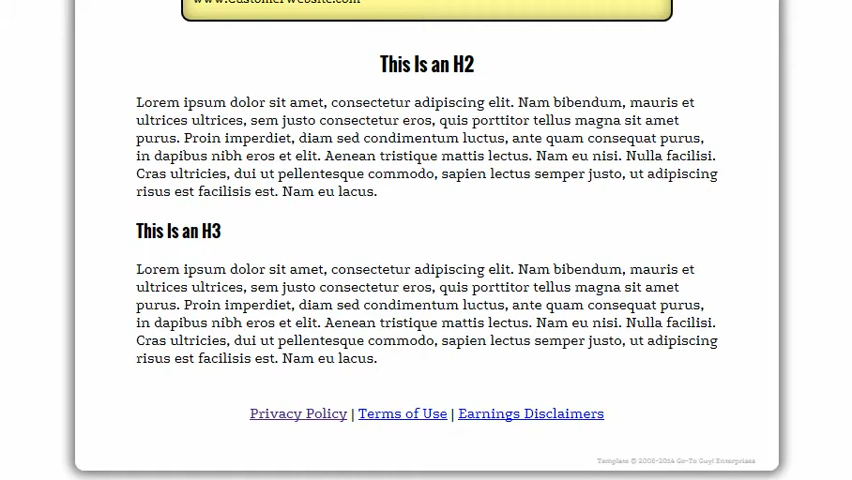 www.CustomerWebsite.com
This Is an H2
Lorem ipsum dolor sit amet, consectetur adipiscing elit. Nam bibendum, mauris et
ultrices ultrices, sem justo consectetur eros, quis porttitor tellus magna sit amet
purus. Proin imperdiet, diam sed condimentum luctus, ante quam consequat purus,
in dapibus nibh eros et elit. Aenean tristique mattis lectus. Nam eu nisi. Nulla facilisi.
Cras ultricies, dui ut pellentesque commodo, sapien lectus semper justo, ut adipiscing
risus est facilisis est. Nam eu lacus.
This Is an H3
Lorem ipsum dolor sit amet, consectetur adipiscing elit. Nam bibendum, mauris et
ultrices ultrices, sem justo consectetur eros, quis porttitor tellus magna sit amet
purus. Proin imperdiet, diam sed condimentum luctus, ante quam consequat purus,
in dapibus nibh eros et elit. Aenean tristique mattis lectus. Nam eu nisi. Nulla facilisi.
Cras ultricies, dui ut pellentesque commodo, sapien lectus semper justo, ut adipiscing
risus est facilisis est. Nam eu lacus.
Privacy Policy | Terms of Use | Earnings Disclaimers
Template © 2006-2014 Go-To Guy! Enterprises